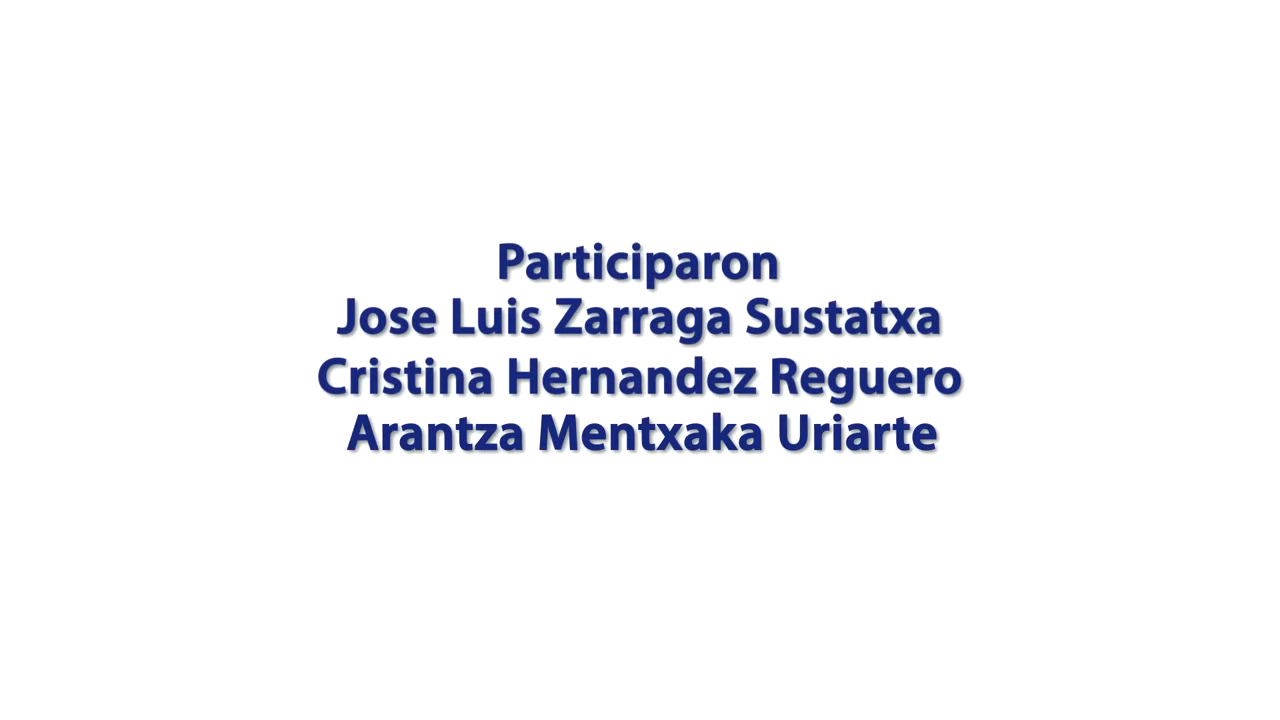 Participaron
Jose Luis Zarraga Sustatxa
Cristina Hernandez Reguero
Arantza Mentxaka Uriarte